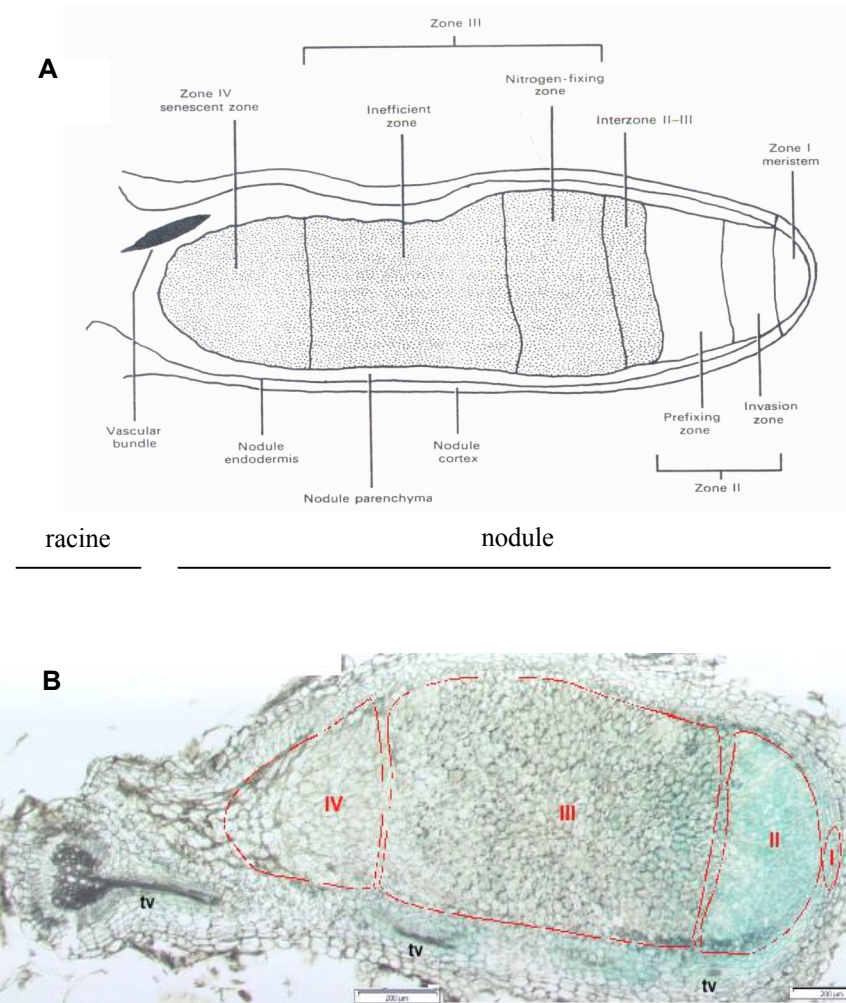 A
Zone III
Zone IV
senescent zone
Inefficient
zone
Nitrogen-fixing
zone
Interzone II–III
Zone I
meristem
Vascular
bundle
Nodule
endodermis
Nodule parenchyma
Nodule
cortex
Prefixing
zone
Invasion
zone
Zone II
racine
nodule
B
IV
III
II
I
tv
tv
tv
200 µm
200 µm